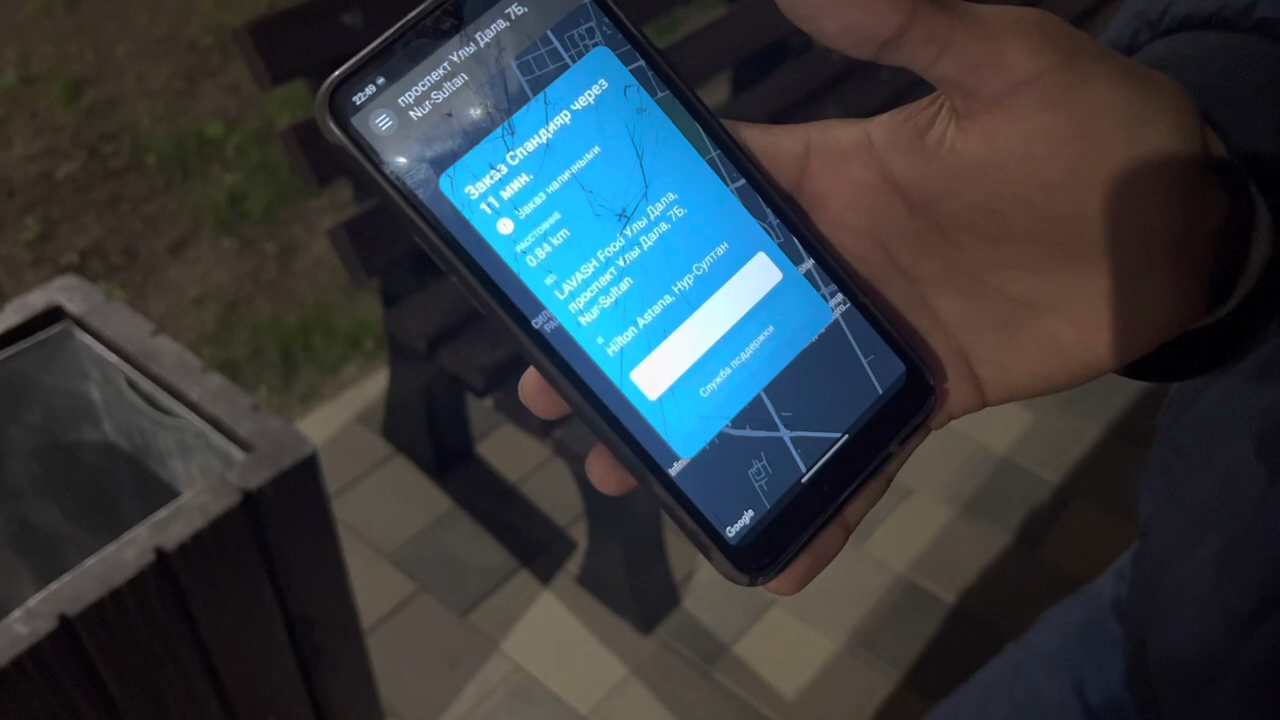 22:49
проспект Улы Дала, 7Б,
Nur-Sultan
Заказ Спандияр через
11 мин.
Заказ наличными
РАССТОЯНИЕ
0.84 km
LAVASH Food Улы Дала,
проспект Улы Дала, 7Б,
Nur-Sultan
Hilton Astana, Нур-Султан
Служба поддержки
Google